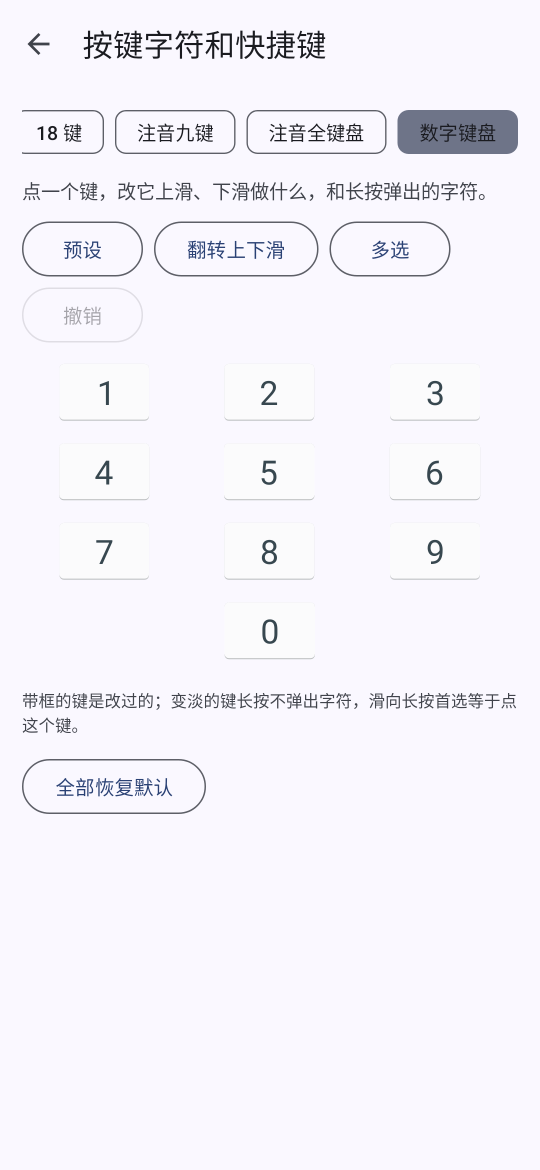 按键字符和快捷键
18 键 注音九键 注音全键盘 数字键盘
点一个键，改它上滑、下滑做什么，和长按弹出的字符。
预设 翻转上下滑 多选
撤销
1 2 3
4 5 6
7 8 9
0
带框的键是改过的；变淡的键长按不弹出字符，滑向长按首选等于点
这个键。
全部恢复默认